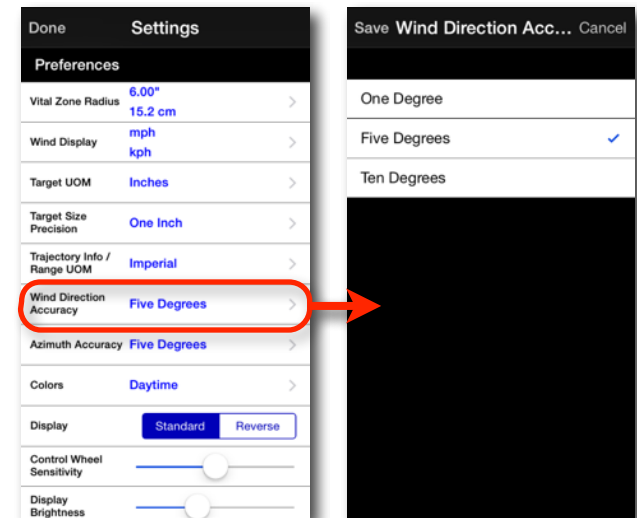 Done Settings
Preferences
Vital Zone Radius 6.00"
15.2 cm
Wind Display mph
kph
Target UOM Inches
Target Size
Precision One Inch
Trajectory Info /
Range UOM Imperial
Wind Direction
Accuracy Five Degrees
Azimuth Accuracy Five Degrees
Colors Daytime
Display Standard Reverse
Control Wheel
Sensitivity
Display
Brightness
Save Wind Direction Acc... Cancel
One Degree
Five Degrees
Ten Degrees